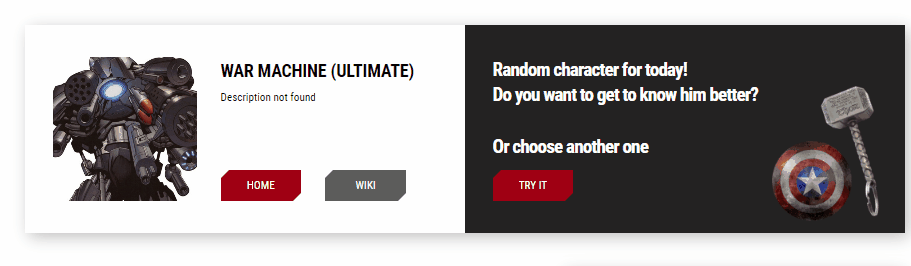 WAR MACHINE (ULTIMATE)
Description not found
HOME
WIKI
Random character for today!
Do you want to get to know him better?
Or choose another one
TRY IT